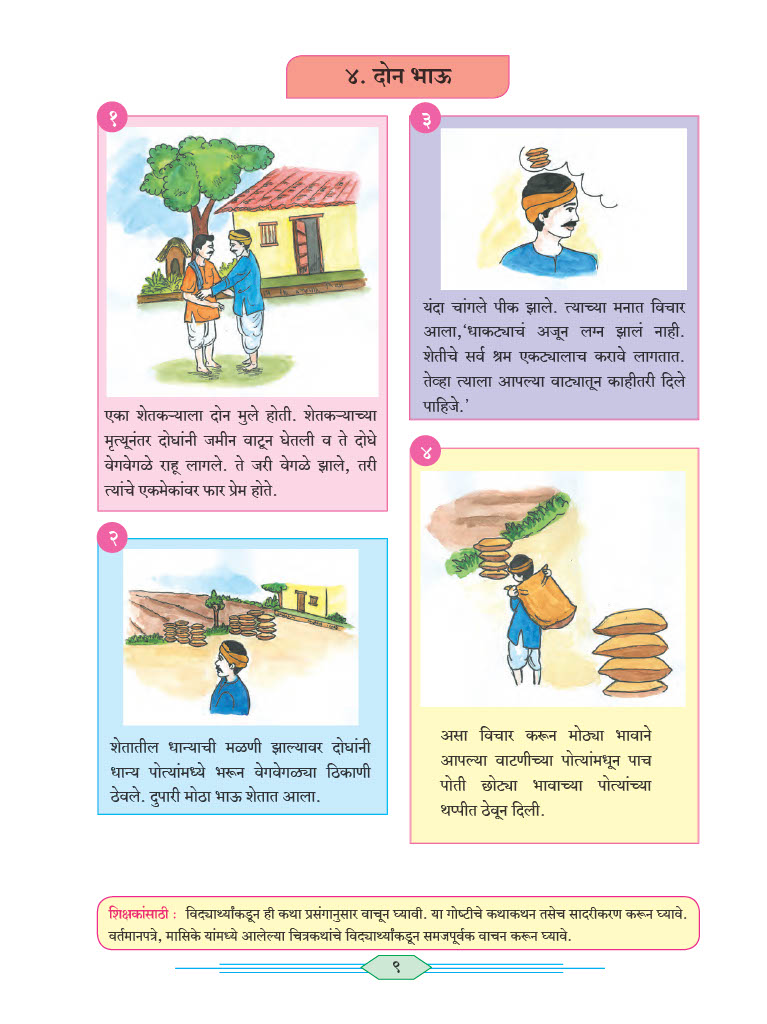 ४. दोन भाऊ
१
एका शेतकऱ्याला दोन मुले होती. शेतकऱ्याच्या
मृत्यूनंतर दोघांनी जमीन वाटून घेतली व ते दोघे
वेगवेगळे राहू लागले. ते जरी वेगळे झाले, तरी
त्यांचे एकमेकांवर फार प्रेम होते.
२
शेतातील धान्याची मळणी झाल्यावर दोघांनी
धान्य पोत्यांमध्ये भरून वेगवेगळ्या ठिकाणी
ठेवले. दुपारी मोठा भाऊ शेतात आला.
३
यंदा चांगले पीक झाले. त्याच्या मनात विचार
आला,‘धाकट्याचं अजून लग्न झालं नाही.
शेतीचे सर्व श्रम एकट्यालाच करावे लागतात.
तेव्हा त्याला आपल्या वाट्यातून काहीतरी दिले
पाहिजे.’
४
असा विचार करून मोठ्या भावाने
आपल्या वाटणीच्या पोत्यांमधून पाच
पोती छोट्या भावाच्या पोत्यांच्या
थप्पीत ठेवून दिली.
शिक्षकांसाठी : विद्यार्थ्यांकडून ही कथा प्रसंगानुसार वाचून घ्यावी. या गोष्टीचे कथाकथन तसेच सादरीकरण करून घ्यावे.
वर्तमानपत्रे, मासिके यांमध्ये आलेल्या चित्रकथांचे विद्यार्थ्यांकडून समजपूर्वक वाचन करून घ्यावे.
९